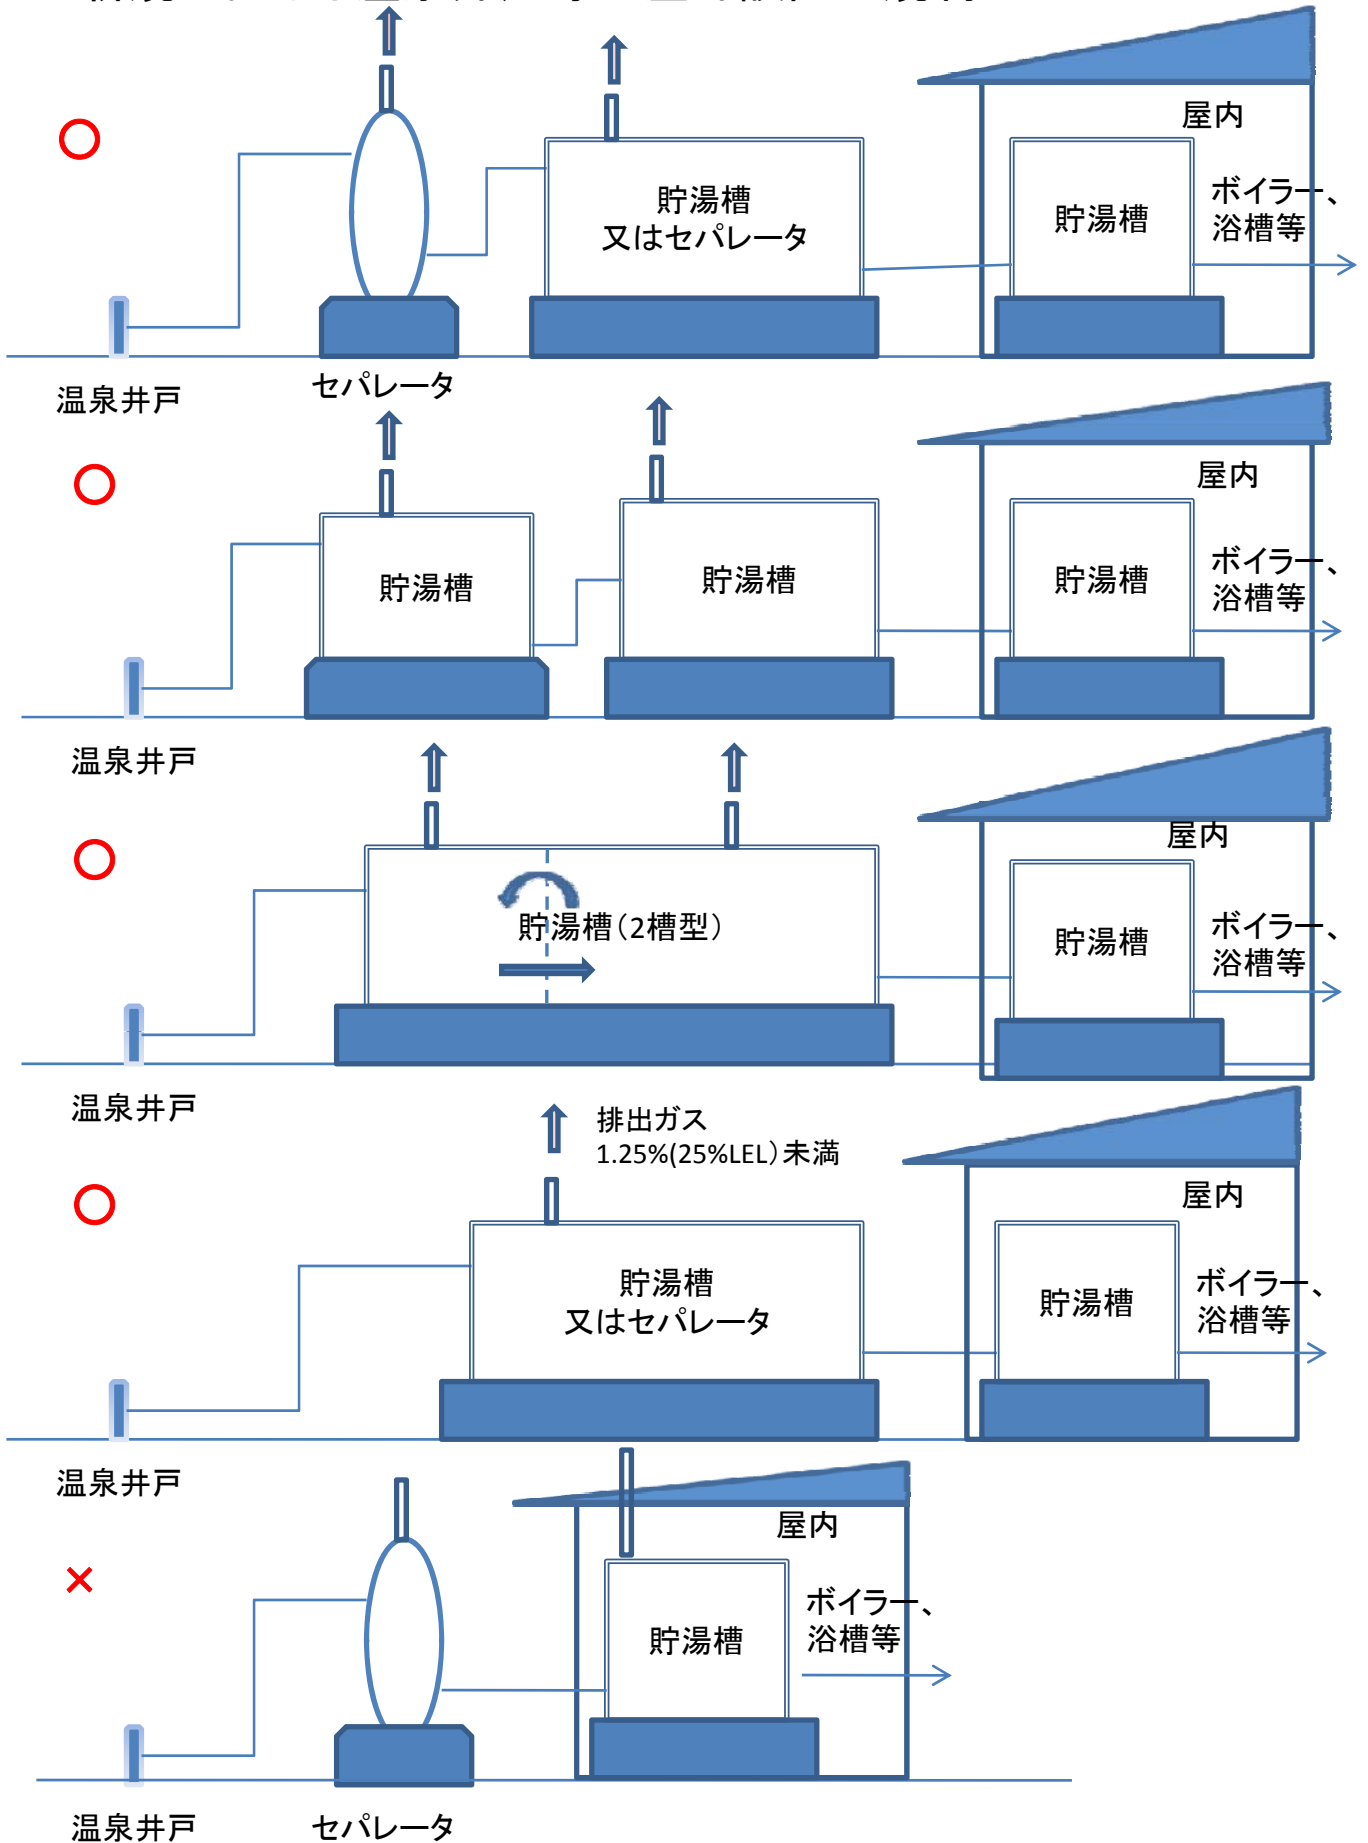 屋内
貯湯槽
又はセパレータ
貯湯槽
ボイラー、
浴槽等
温泉井戸
セパレータ
屋内
貯湯槽
貯湯槽
貯湯槽
ボイラー、
浴槽等
温泉井戸
屋内
貯湯槽（2槽型）
貯湯槽
ボイラー、
浴槽等
温泉井戸
排出ガス
1.25%(25%LEL）未満
屋内
貯湯槽
又はセパレータ
貯湯槽
ボイラー、
浴槽等
温泉井戸
屋内
貯湯槽
ボイラー、
浴槽等
温泉井戸
セパレータ